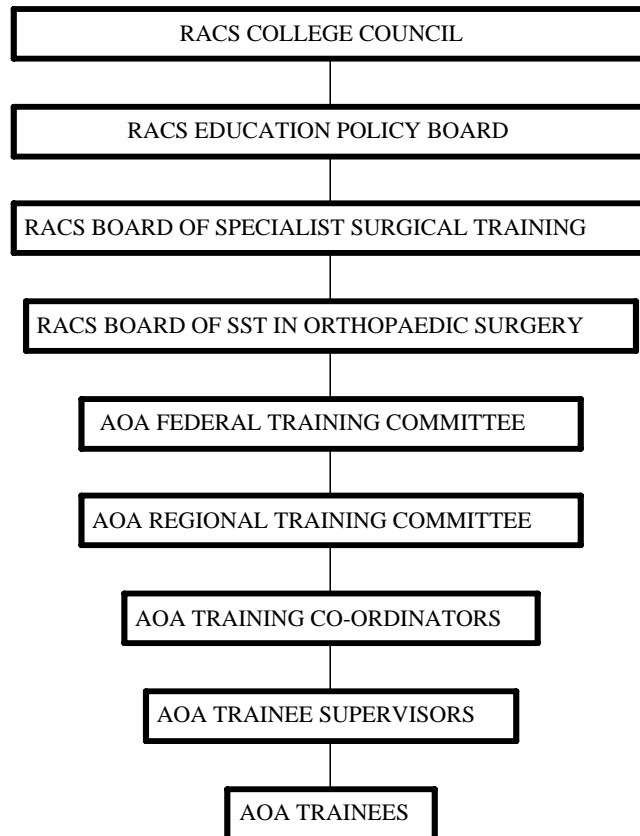 RACS COLLEGE COUNCIL
RACS EDUCATION POLICY BOARD
RACS BOARD OF SPECIALIST SURGICAL TRAINING
RACS BOARD OF SST IN ORTHOPAEDIC SURGERY
AOA FEDERAL TRAINING COMMITTEE
AOA REGIONAL TRAINING COMMITTEE
AOA TRAINING CO-ORDINATORS
AOA TRAINEE SUPERVISORS
AOA TRAINEES